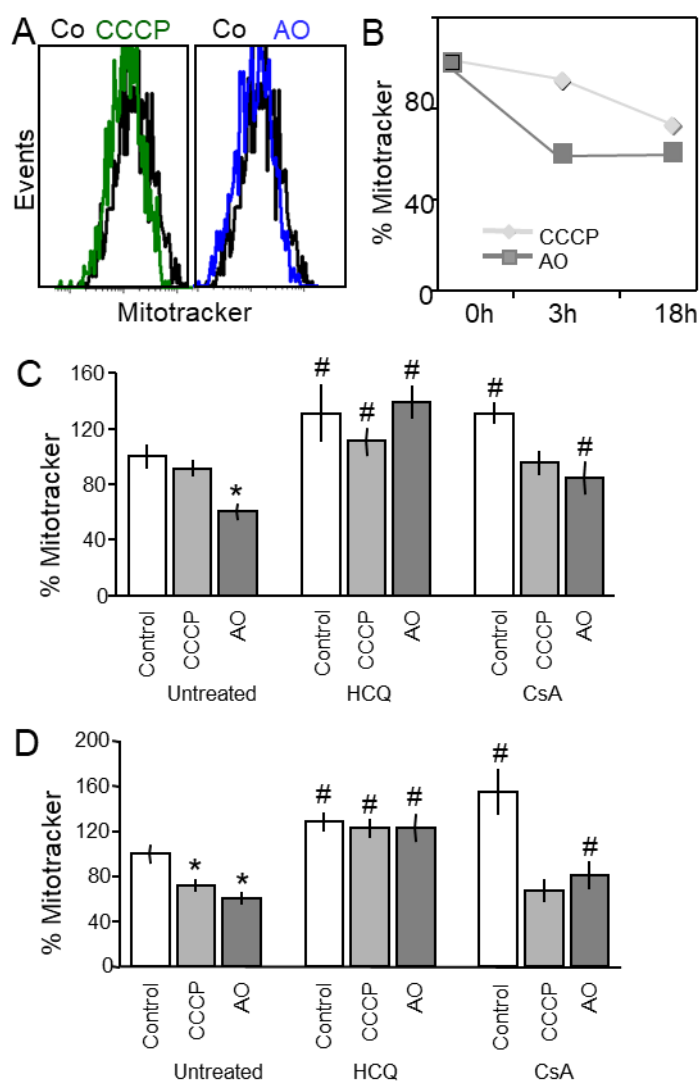 A Co CCCP Co AO
Events
Mitotracker
B
% Mitotracker
80
40
0
CCCP
AO
0h 3h 18h
C
% Mitotracker
160
120
80
40
0
# # # # #
*
Control CCCP AO Control CCCP AO Control CCCP AO
Untreated HCQ CsA
D
% Mitotracker
200
160
120
80
40
0
# # # # #
* *
Control CCCP AO Control CCCP AO Control CCCP AO
Untreated HCQ CsA